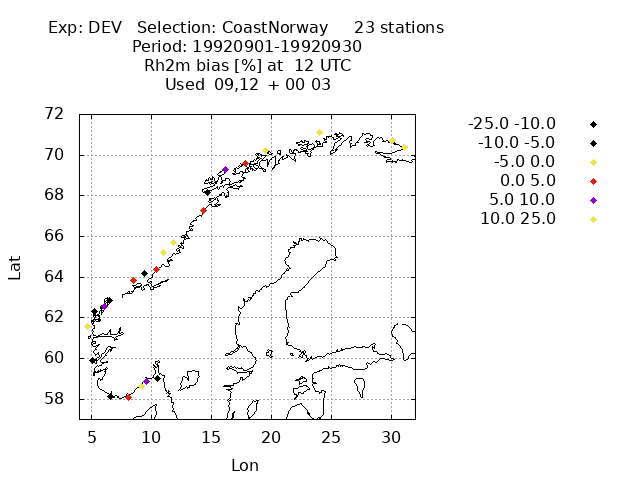 Exp: DEV Selection: CoastNorway 23 stations
Period: 19920901-19920930
Rh2m bias [%] at 12 UTC
Used 09,12 + 00 03
-25.0 -10.0
-10.0 -5.0
-5.0 0.0
0.0 5.0
5.0 10.0
10.0 25.0
72
70
68
66
64
62
60
58
Lat
5 10 15 20 25 30
Lon